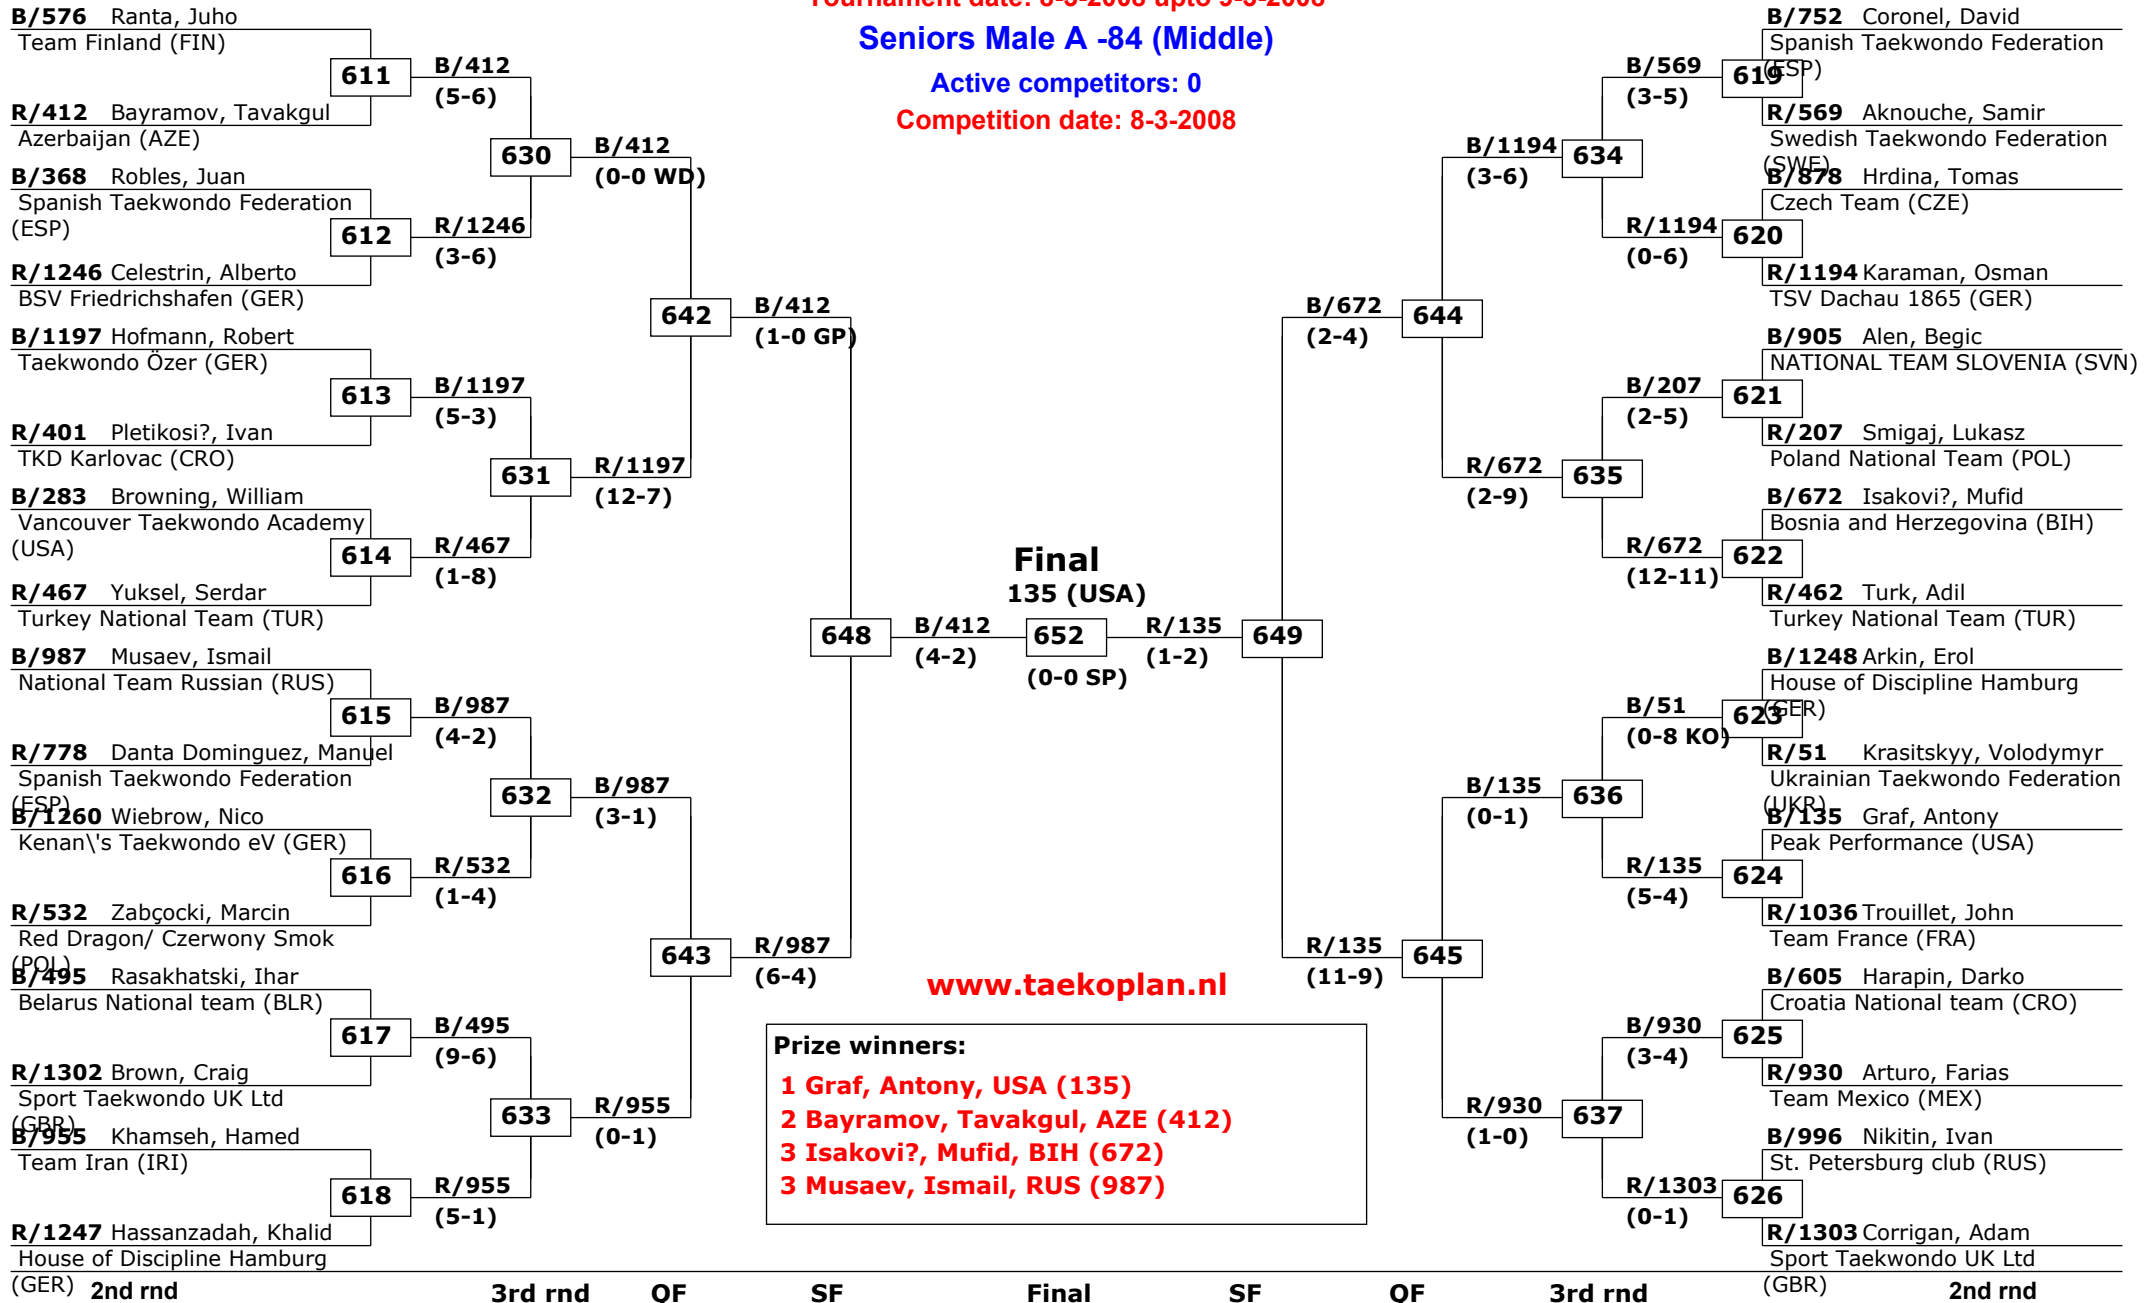 Tournament date: 8-3-2008 upto 9-3-2008
Seniors Male A -84 (Middle)
Active competitors: 0
Competition date: 8-3-2008
B/576 Ranta, Juho
Team Finland (FIN)
611
R/412 Bayramov, Tavakgul
Azerbaijan (AZE)
B/368 Robles, Juan
Spanish Taekwondo Federation
(ESP)
612
R/1246 Celestrin, Alberto
BSV Friedrichshafen (GER)
B/1197 Hofmann, Robert
Taekwondo Özer (GER)
613
R/401 Pletikosi?, Ivan
TKD Karlovac (CRO)
B/283 Browning, William
Vancouver Taekwondo Academy
(USA)
614
R/467 Yuksel, Serdar
Turkey National Team (TUR)
B/987 Musaev, Ismail
National Team Russian (RUS)
615
R/778 Danta Dominguez, Manuel
Spanish Taekwondo Federation
(ESP)
B/1260 Wiebrow, Nico
Kenan\'s Taekwondo eV (GER)
616
R/532 Zabçocki, Marcin
Red Dragon/ Czerwony Smok
(POL)
B/495 Rasakhatski, Ihar
Belarus National team (BLR)
617
R/1302 Brown, Craig
Sport Taekwondo UK Ltd
(GBR)
B/955 Khamseh, Hamed
Team Iran (IRI)
618
R/1247 Hassanzadah, Khalid
House of Discipline Hamburg
(GER)
B/412
(5-6)
630
R/1246
(3-6)
B/1197
(5-3)
631
R/467
(1-8)
B/987
(4-2)
632
R/532
(1-4)
B/495
(9-6)
633
R/955
(5-1)
B/412
(0-0 WD)
642
R/1197
(12-7)
B/987
(3-1)
643
R/955
(0-1)
B/412
(1-0 GP)
648
R/987
(6-4)
B/412
(4-2)
Final
135 (USA)
652
(0-0 SP)
R/135
(1-2)
649
B/672
(2-4)
R/135
(11-9)
644
645
B/1194
(3-6)
R/672
(2-9)
B/135
(0-1)
R/930
(1-0)
634
635
636
637
B/569
(3-5)
R/1194
(0-6)
B/207
(2-5)
R/672
(12-11)
B/51
(0-8 KO)
R/135
(5-4)
B/930
(3-4)
R/1303
(0-1)
B/752 Coronel, David
Spanish Taekwondo Federation
(ESP)
619
R/569 Aknouche, Samir
Swedish Taekwondo Federation
(SWE)
B/878 Hrdina, Tomas
Czech Team (CZE)
620
R/1194 Karaman, Osman
TSV Dachau 1865 (GER)
B/905 Alen, Begic
NATIONAL TEAM SLOVENIA (SVN)
621
R/207 Smigaj, Lukasz
Poland National Team (POL)
B/672 Isakovi?, Mufid
Bosnia and Herzegovina (BIH)
622
R/462 Turk, Adil
Turkey National Team (TUR)
B/1248 Arkin, Erol
House of Discipline Hamburg
(GER)
623
R/51 Krasitskyy, Volodymyr
Ukrainian Taekwondo Federation
(UKR)
B/135 Graf, Antony
Peak Performance (USA)
624
R/1036 Trouillet, John
Team France (FRA)
B/605 Harapin, Darko
Croatia National team (CRO)
625
R/930 Arturo, Farias
Team Mexico (MEX)
B/996 Nikitin, Ivan
St. Petersburg club (RUS)
626
R/1303 Corrigan, Adam
Sport Taekwondo UK Ltd
(GBR)
www.taekoplan.nl
Prize winners:
1 Graf, Antony, USA (135)
2 Bayramov, Tavakgul, AZE (412)
3 Isakovi?, Mufid, BIH (672)
3 Musaev, Ismail, RUS (987)
2nd rnd 3rd rnd QF SF Final SF QF 3rd rnd 2nd rnd